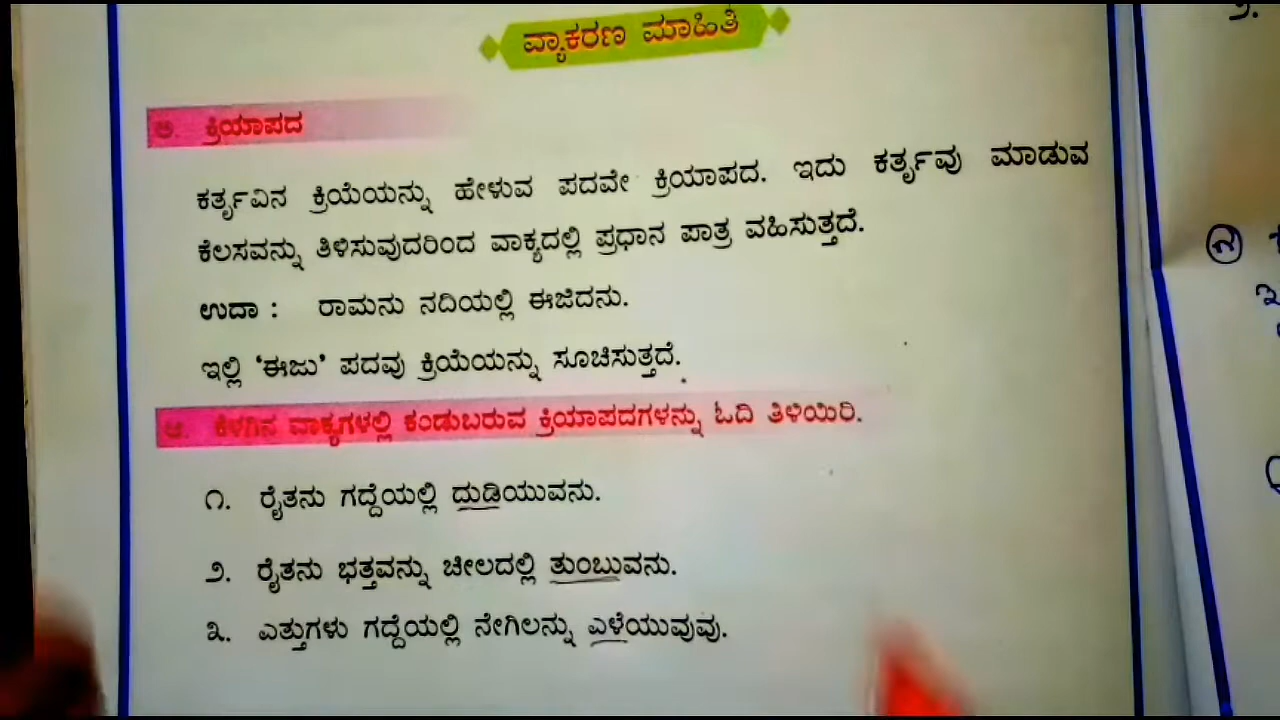 ವ್ಯಾಕರಣ ಮಾಹಿತಿ
ಅ. ಕ್ರಿಯಾಪದ
ಕರ್ತೃವಿನ ಕ್ರಿಯೆಯನ್ನು ಹೇಳುವ ಪದವೇ ಕ್ರಿಯಾಪದ. ಇದು ಕರ್ತೃವು ಮಾಡುವ
ಕೆಲಸವನ್ನು ತಿಳಿಸುವುದರಿಂದ ವಾಕ್ಯದಲ್ಲಿ ಪ್ರಧಾನ ಪಾತ್ರ ವಹಿಸುತ್ತದೆ.
ಉದಾ : ರಾಮನು ನದಿಯಲ್ಲಿ ಈಜಿದನು.
ಇಲ್ಲಿ ‘ಈಜು’ ಪದವು ಕ್ರಿಯೆಯನ್ನು ಸೂಚಿಸುತ್ತದೆ.
ಆ. ಕೆಳಗಿನ ವಾಕ್ಯಗಳಲ್ಲಿ ಕಂಡುಬರುವ ಕ್ರಿಯಾಪದಗಳನ್ನು ಓದಿ ತಿಳಿಯಿರಿ.
೧. ರೈತನು ಗದ್ದೆಯಲ್ಲಿ ದುಡಿಯುವನು.
೨. ರೈತನು ಭತ್ತವನ್ನು ಚೀಲದಲ್ಲಿ ತುಂಬುವನು.
೩. ಎತ್ತುಗಳು ಗದ್ದೆಯಲ್ಲಿ ನೇಗಿಲನ್ನು ಎಳೆಯುವುವು.
೨